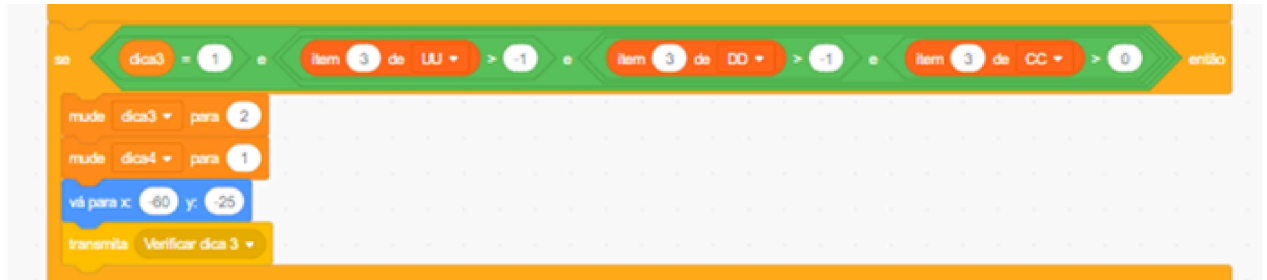 se dica3 = 1 e item 3 de UU > -1 e item 3 de DD > -1 e item 3 de CC > 0 então
mude dica3 para 2
mude dica4 para 1
vá para x: -60 y: -25
transmita Verificar dica 3